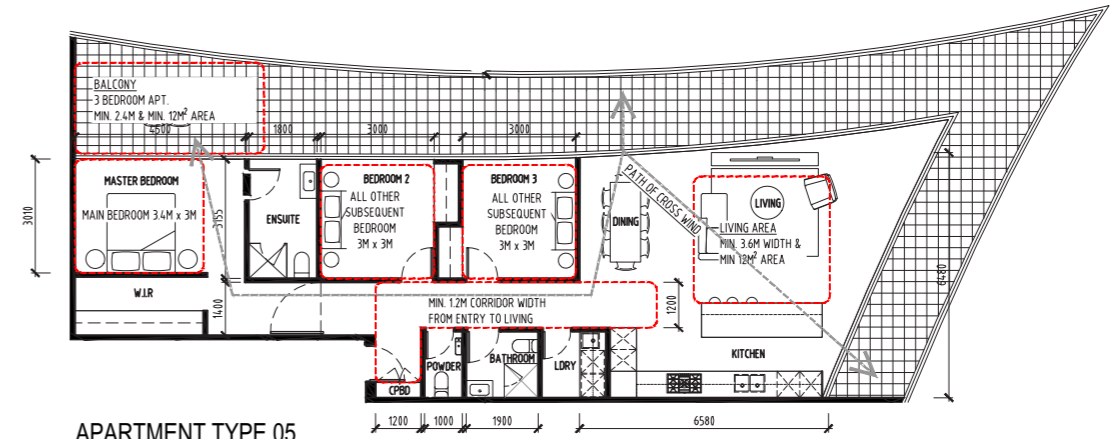 BALCONY
3 BEDROOM APT.
MIN. 2.4M & MIN. 12M² AREA
4500
1800
3000
3000
MASTER BEDROOM
MAIN BEDROOM 3.4M x 3M
3010
3155
ENSUITE
BEDROOM 2
ALL OTHER
SUBSEQUENT
BEDROOM
3M x 3M
BEDROOM 3
ALL OTHER
SUBSEQUENT
BEDROOM
3M x 3M
DINING
PATH OF CROSS WIND
LIVING
LIVING AREA
MIN. 3.6M WIDTH &
MIN 12M² AREA
6480
W.I.R
1400
MIN. 1.2M CORRIDOR WIDTH
FROM ENTRY TO LIVING
1200
CPBD
POWDER
BATHROOM
LDRY
KITCHEN
1200
1000
1900
6580
APARTMENT TYPE 05